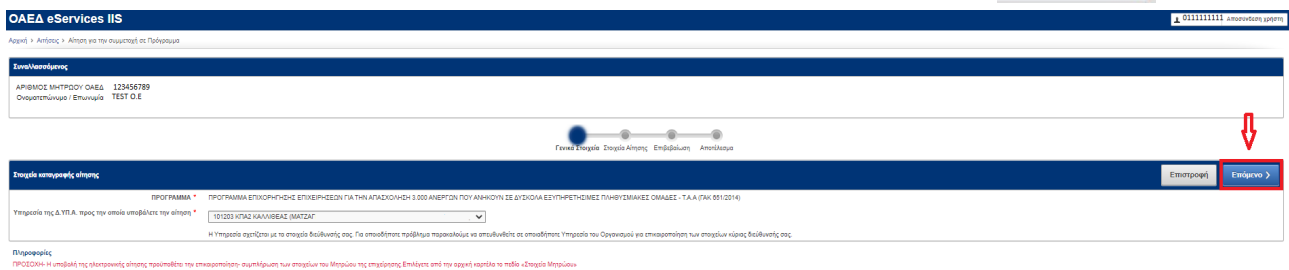 ΟΑΕΔ eServices IIS
0111111111 Αποσύνδεση χρήστη
Αρχική > Αιτήσεις > Αίτηση για την συμμετοχή σε Πρόγραμμα
Συναλλασσόμενος
ΑΡΙΘΜΟΣ ΜΗΤΡΩΟΥ ΟΑΕΔ 123456789
Ονοματεπώνυμο / Επωνυμία TEST O.E
Γενικά Στοιχεία Στοιχεία Αίτησης Επιβεβαίωση Αποτέλεσμα
Στοιχεία καταγραφής αίτησης Επιστροφή Επόμενο >
ΠΡΟΓΡΑΜΜΑ * ΠΡΟΓΡΑΜΜΑ ΕΠΙΧΟΡΗΓΗΣΗΣ ΕΠΙΧΕΙΡΗΣΕΩΝ ΓΙΑ ΤΗΝ ΑΠΑΣΧΟΛΗΣΗ 3.000 ΑΝΕΡΓΩΝ ΠΟΥ ΑΝΗΚΟΥΝ ΣΕ ΔΥΣΚΟΛΑ ΕΞΥΠΗΡΕΤΗΣΙΜΕΣ ΠΛΗΘΥΣΜΙΑΚΕΣ ΟΜΑΔΕΣ - Τ.Α.Α (ΓΑΚ 651/2014)
Υπηρεσία της Δ.ΥΠ.Α. προς την οποία υποβάλετε την αίτηση * 101203 ΚΠΑ2 ΚΑΛΛΙΘΕΑΣ (ΜΑΤΖΑΓ
Η Υπηρεσία σχετίζεται με τα στοιχεία διεύθυνσής σας. Για οποιοδήποτε πρόβλημα παρακαλούμε να απευθυνθείτε σε οποιαδήποτε Υπηρεσία του Οργανισμού για επικαιροποίηση των στοιχείων κύριας διεύθυνσής σας.
Πληροφορίες
ΠΡΟΣΟΧΗ- Η υποβολή της ηλεκτρονικής αίτησης προϋποθέτει την επικαιροποίηση- συμπλήρωση των στοιχείων του Μητρώου της επιχείρησης Επιλέγετε από την αρχική καρτέλα το πεδίο «Στοιχεία Μητρώου»